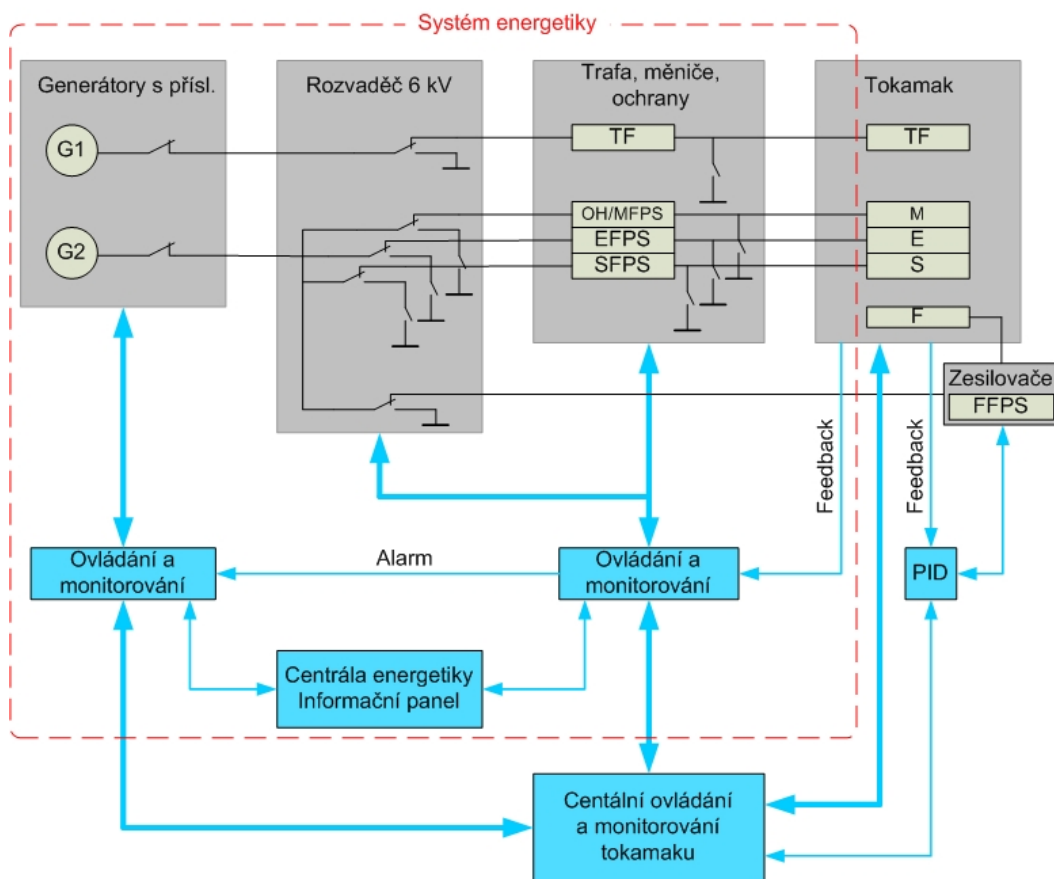 Systém energetiky
Generátory s přísl.
Rozvaděč 6 kV
Trafa, měniče,
ochrany
Tokamak
G1
TF
TF
G2
OH/MFPS
EFPS
SFPS
M
E
S
F
Zesilovače
FFPS
Feedback
Feedback
Ovládání a
monitorování
Alarm
Ovládání a
monitorování
PID
Centrála energetiky
Informační panel
Centální ovládání
a monitorování
tokamaku